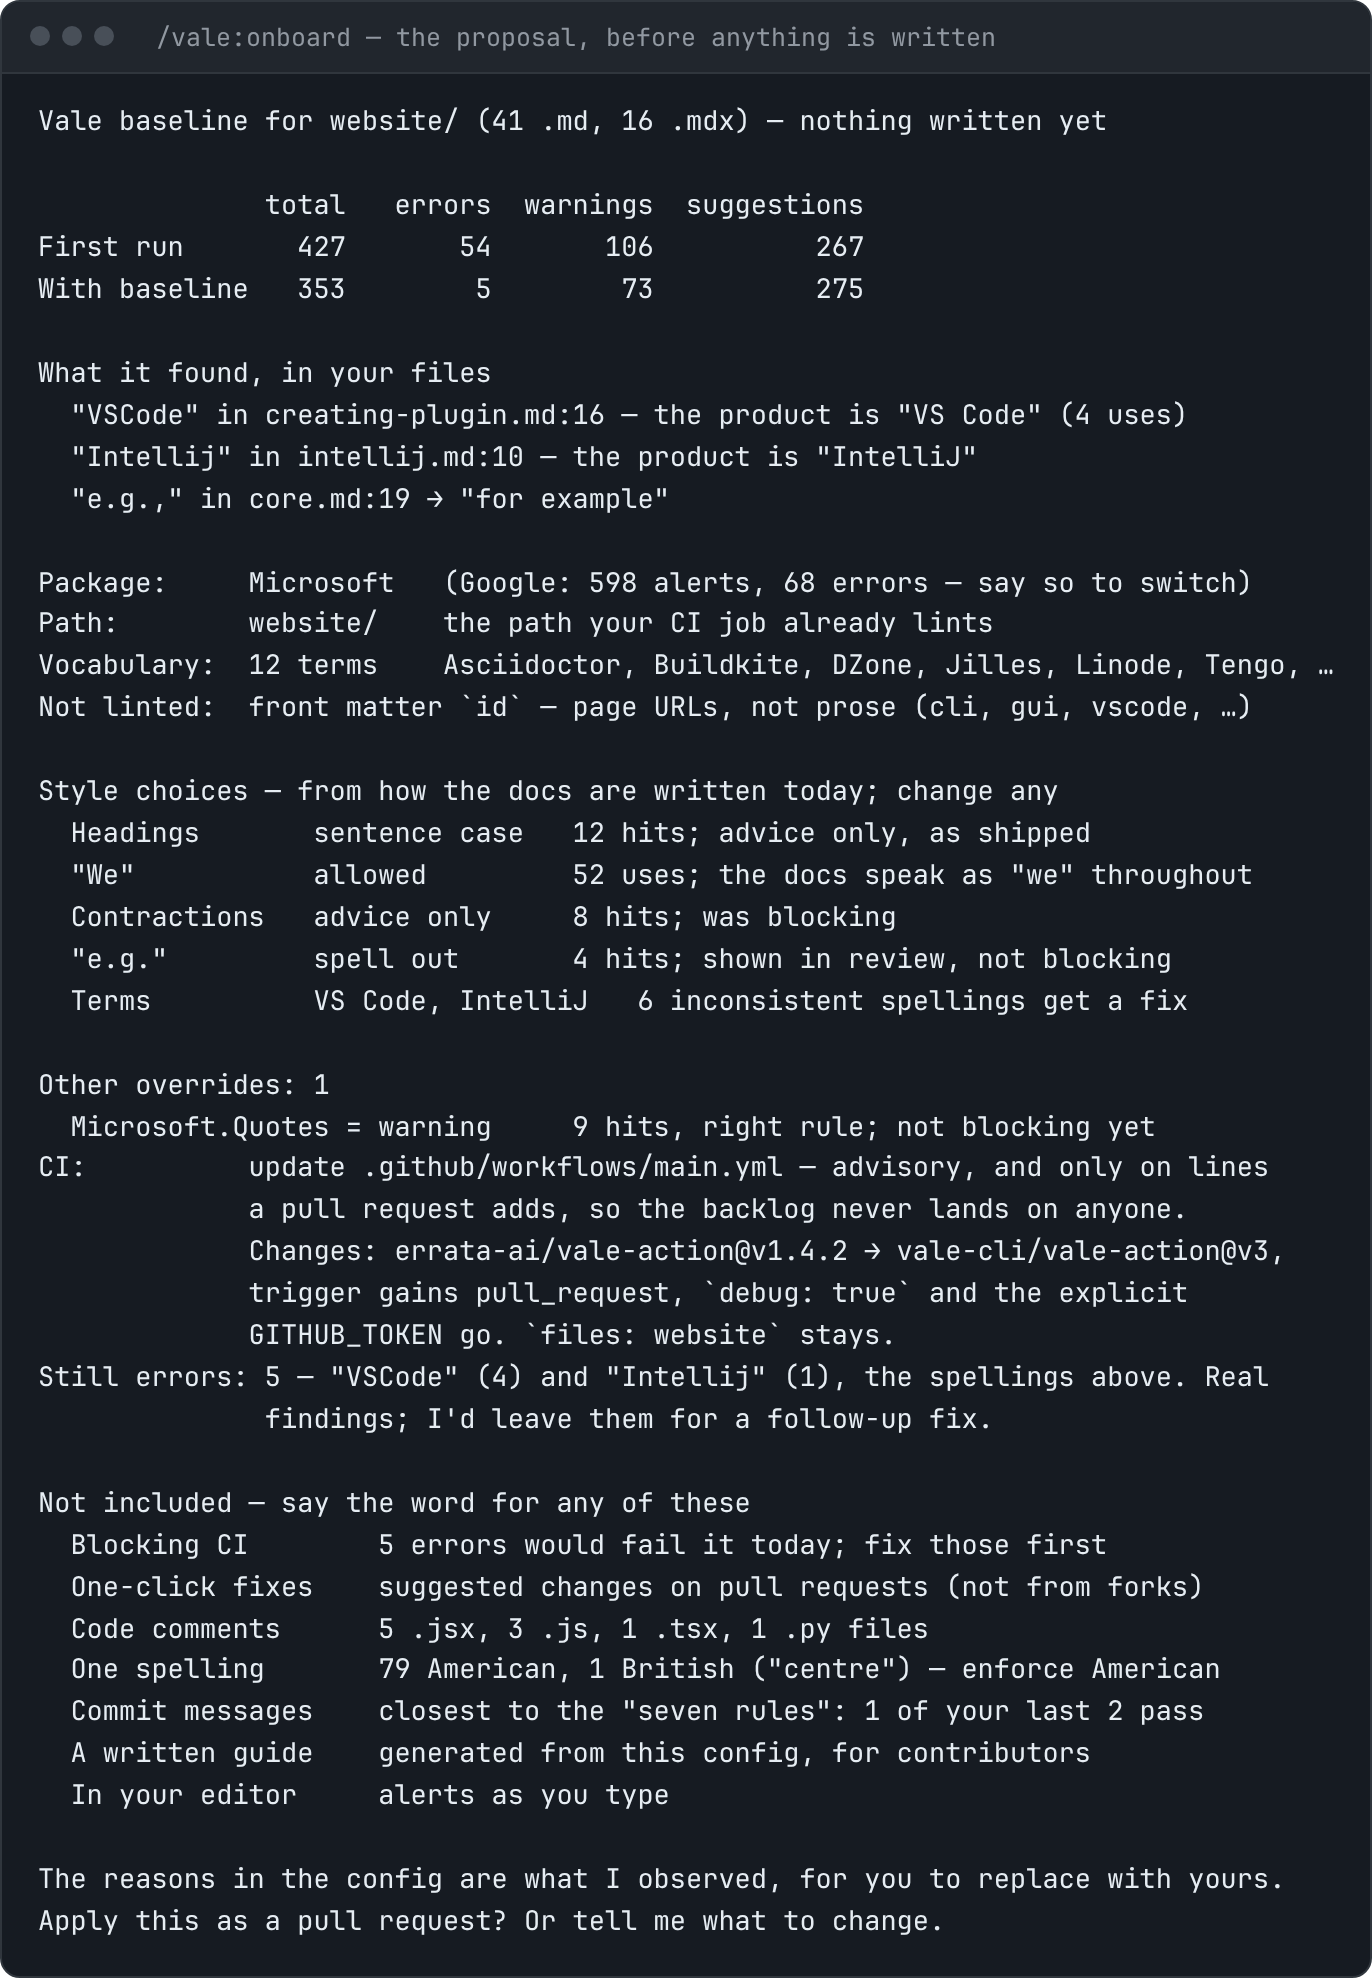 /vale:onboard — the proposal, before anything is written
Vale baseline for website/ (41 .md, 16 .mdx) — nothing written yet
total errors warnings suggestions
First run 427 54 106 267
With baseline 353 5 73 275
What it found, in your files
"VSCode" in creating-plugin.md:16 — the product is "VS Code" (4 uses)
"Intellij" in intellij.md:10 — the product is "IntelliJ"
"e.g.," in core.md:19 → "for example"
Package: Microsoft (Google: 598 alerts, 68 errors — say so to switch)
Path: website/ the path your CI job already lints
Vocabulary: 12 terms Asciidoctor, Buildkite, DZone, Jilles, Linode, Tengo, …
Not linted: front matter `id` — page URLs, not prose (cli, gui, vscode, …)
Style choices — from how the docs are written today; change any
Headings sentence case 12 hits; advice only, as shipped
"We" allowed 52 uses; the docs speak as "we" throughout
Contractions advice only 8 hits; was blocking
"e.g." spell out 4 hits; shown in review, not blocking
Terms VS Code, IntelliJ 6 inconsistent spellings get a fix
Other overrides: 1
Microsoft.Quotes = warning 9 hits, right rule; not blocking yet
CI: update .github/workflows/main.yml — advisory, and only on lines
a pull request adds, so the backlog never lands on anyone.
Changes: errata-ai/vale-action@v1.4.2 → vale-cli/vale-action@v3,
trigger gains pull_request, `debug: true` and the explicit
GITHUB_TOKEN go. `files: website` stays.
Still errors: 5 — "VSCode" (4) and "Intellij" (1), the spellings above. Real
findings; I'd leave them for a follow-up fix.
Not included — say the word for any of these
Blocking CI 5 errors would fail it today; fix those first
One-click fixes suggested changes on pull requests (not from forks)
Code comments 5 .jsx, 3 .js, 1 .tsx, 1 .py files
One spelling 79 American, 1 British ("centre") — enforce American
Commit messages closest to the "seven rules": 1 of your last 2 pass
A written guide generated from this config, for contributors
In your editor alerts as you type
The reasons in the config are what I observed, for you to replace with yours.
Apply this as a pull request? Or tell me what to change.